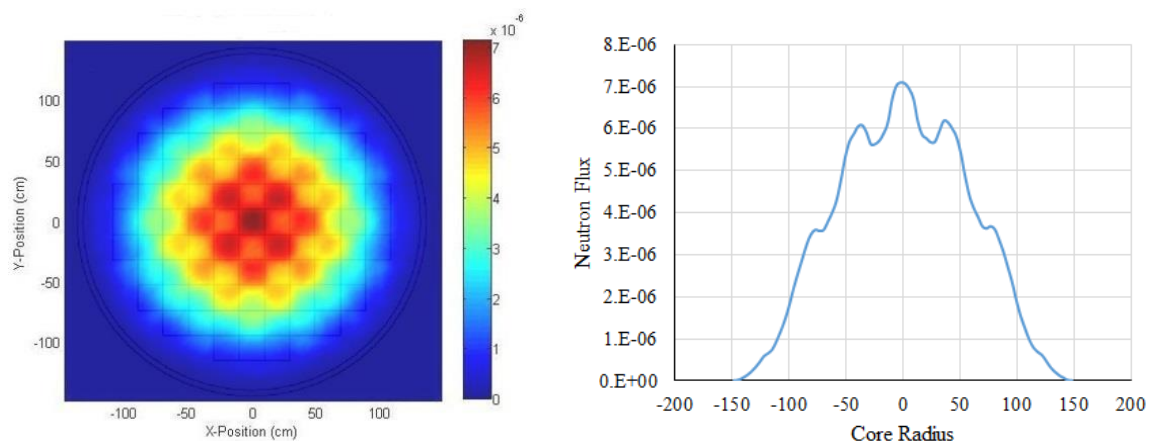 x 10⁻⁶
7
6
5
4
3
2
1
0
Y-Position (cm)
100
50
0
-50
-100
-100 -50 0 50 100
X-Position (cm)
Neutron Flux
8.E-06
7.E-06
6.E-06
5.E-06
4.E-06
3.E-06
2.E-06
1.E-06
0.E+00
-200 -150 -100 -50 0 50 100 150 200
Core Radius